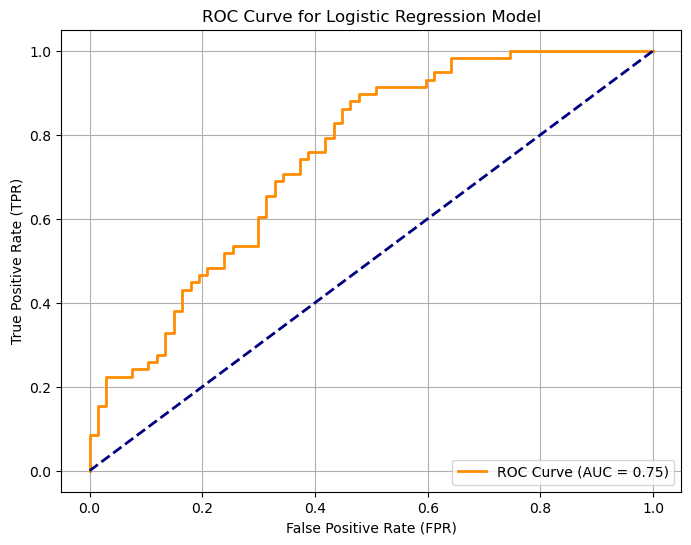 ROC Curve for Logistic Regression Model
1.0
0.8
0.6
0.4
0.2
0.0
True Positive Rate (TPR)
ROC Curve (AUC = 0.75)
0.0 0.2 0.4 0.6 0.8 1.0
False Positive Rate (FPR)